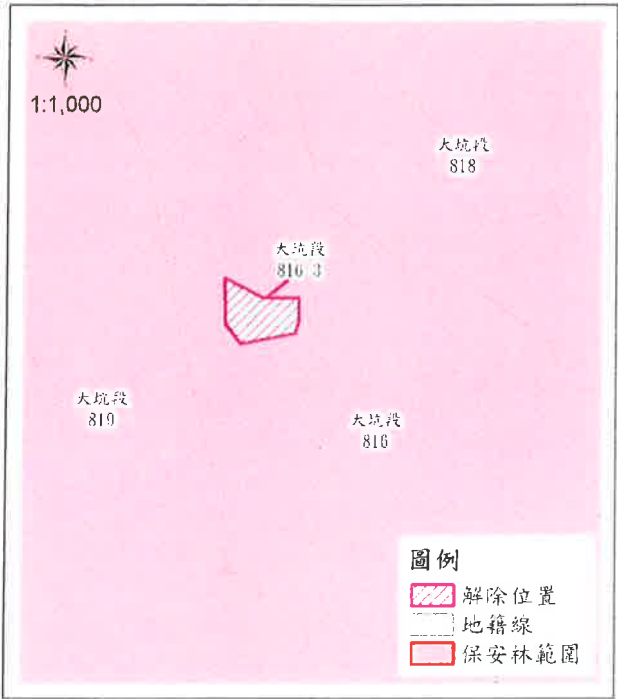 1:1,000
大坑段
818
大坑段
816-3
大坑段
819
大坑段
816
圖例
解除位置
地籍線
保安林範圍